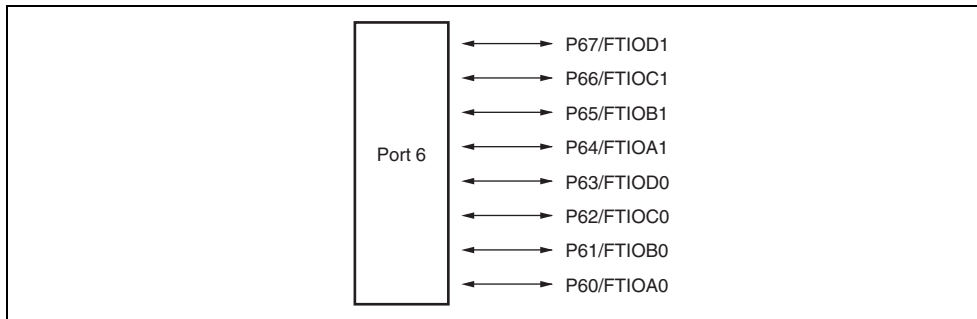 P67/FTIOD1
P66/FTIOC1
P65/FTIOB1
P64/FTIOA1
Port 6
P63/FTIOD0
P62/FTIOC0
P61/FTIOB0
P60/FTIOA0